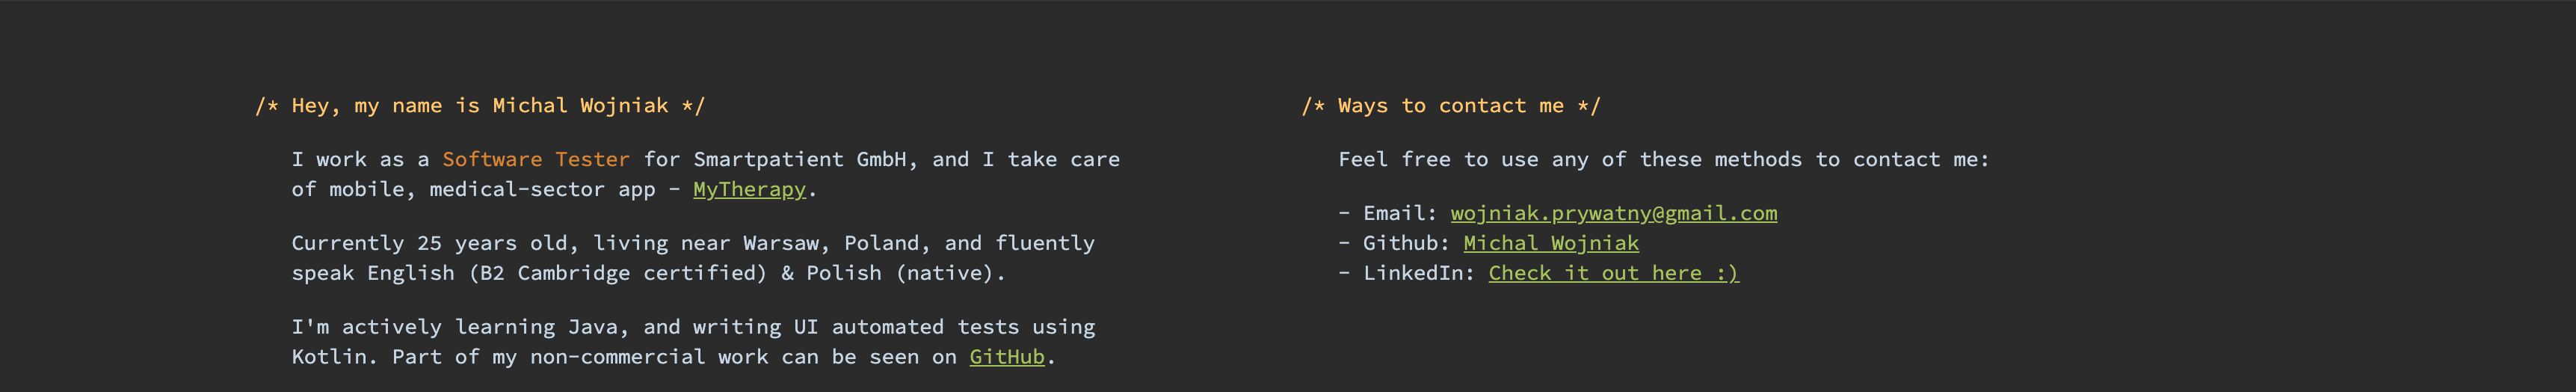 /* Hey, my name is Michal Wojniak */
I work as a Software Tester for Smartpatient GmbH, and I take care
of mobile, medical-sector app - MyTherapy.
Currently 25 years old, living near Warsaw, Poland, and fluently
speak English (B2 Cambridge certified) & Polish (native).
I'm actively learning Java, and writing UI automated tests using
Kotlin. Part of my non-commercial work can be seen on GitHub.
/* Ways to contact me */
Feel free to use any of these methods to contact me:
- Email: wojniak.prywatny@gmail.com
- Github: Michal Wojniak
- LinkedIn: Check it out here :)